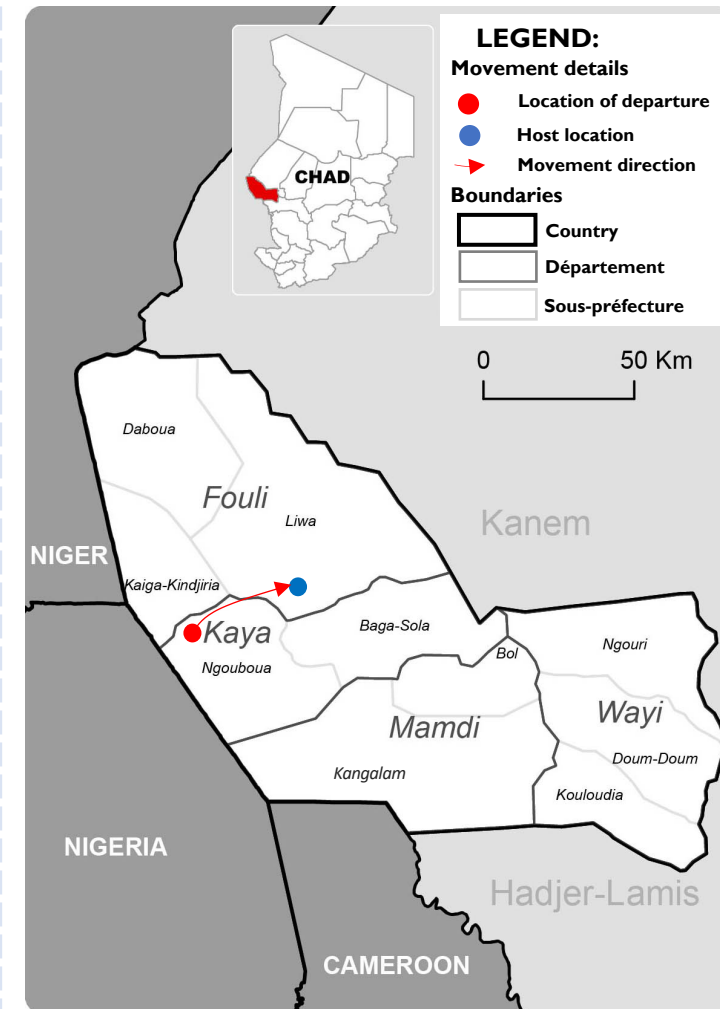 LEGEND:
Movement details
Location of departure
Host location
Movement direction
Boundaries
Country
Département
Sous-préfecture
CHAD
0 50 Km
Daboua
Fouli
Liwa
Kanem
NIGER
Kaiga-Kindjiria
Kaya
Baga-Sola
Ngouboua
Bol
Ngouri
Wayi
Mamdi
Doum-Doum
Kangalam
Kouloudia
NIGERIA
Hadjer-Lamis
CAMEROON